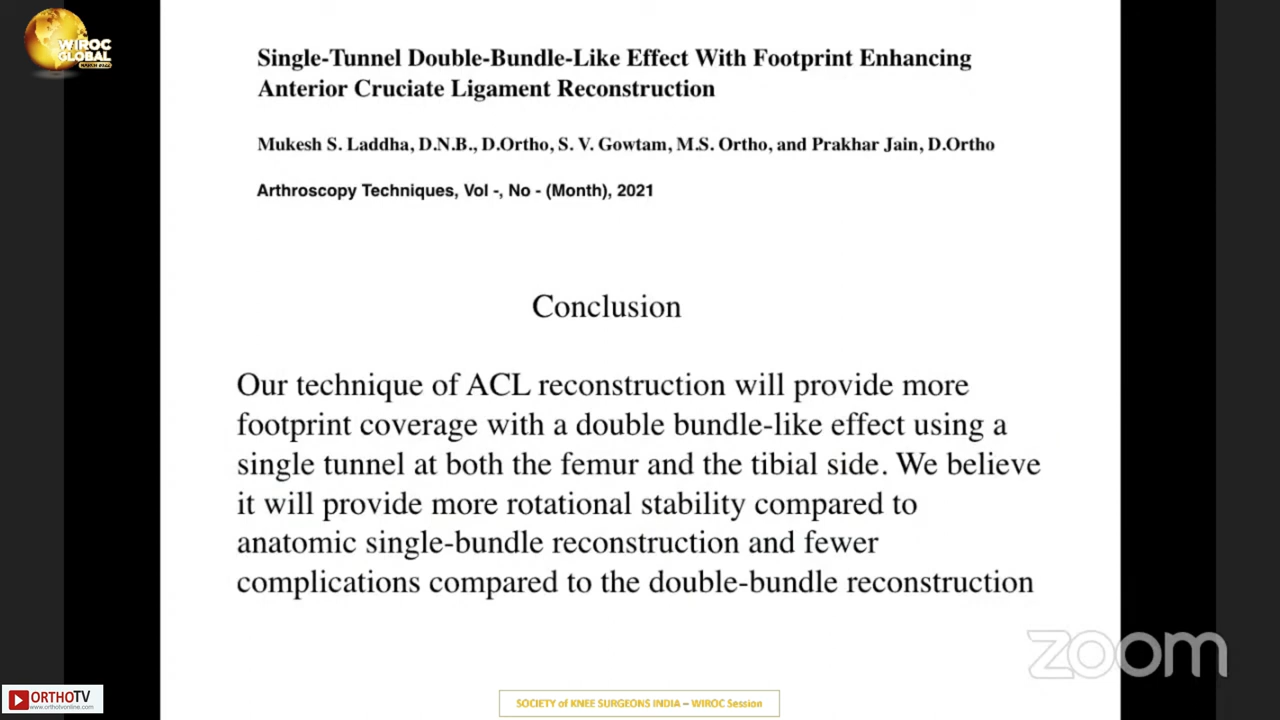 WIROC
GLOBAL
Single-Tunnel Double-Bundle-Like Effect With Footprint Enhancing
Anterior Cruciate Ligament Reconstruction
Mukesh S. Laddha, D.N.B., D.Ortho, S. V. Gowtam, M.S. Ortho, and Prakhar Jain, D.Ortho
Arthroscopy Techniques, Vol -, No - (Month), 2021
Conclusion
Our technique of ACL reconstruction will provide more
footprint coverage with a double bundle-like effect using a
single tunnel at both the femur and the tibial side. We believe
it will provide more rotational stability compared to
anatomic single-bundle reconstruction and fewer
complications compared to the double-bundle reconstruction
zoom
ORTHOTV
www.orthotvonline.com
SOCIETY of KNEE SURGEONS INDIA – WIROC Session